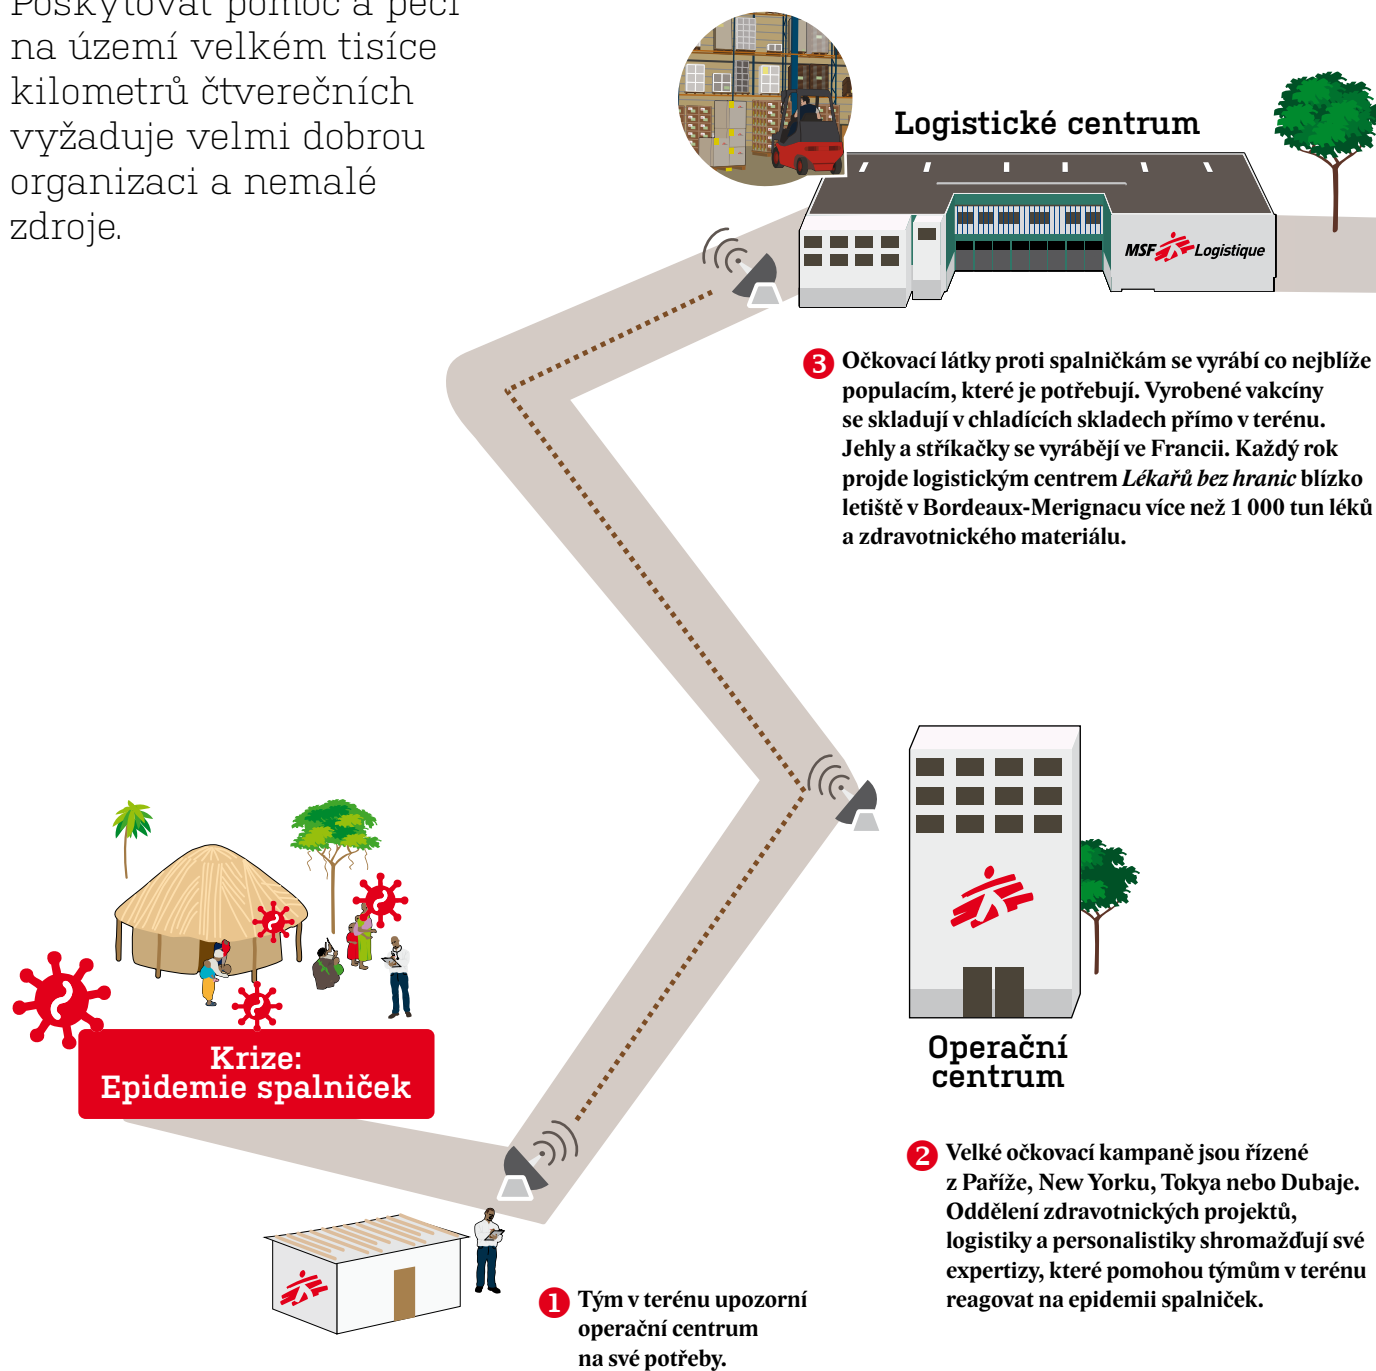 Poskytovat pomoc a péči
na území velkém tisíce
kilometrů čtverečních
vyžaduje velmi dobrou
organizaci a nemalé
zdroje.
Logistické centrum
MSF Logistique
3 Očkovací látky proti spalničkám se vyrábí co nejblíže
populacím, které je potřebují. Vyrobené vakcíny
se skladují v chladících skladech přímo v terénu.
Jehly a stříkačky se vyrábějí ve Francii. Každý rok
projde logistickým centrem Lékařů bez hranic blízko
letiště v Bordeaux-Merignacu více než 1 000 tun léků
a zdravotnického materiálu.
Krize:
Epidemie spalniček
Operační
centrum
2 Velké očkovací kampaně jsou řízené
z Paříže, New Yorku, Tokya nebo Dubaje.
Oddělení zdravotnických projektů,
logistiky a personalistiky shromažďují své
expertizy, které pomohou týmům v terénu
reagovat na epidemii spalniček.
1 Tým v terénu upozorní
operační centrum
na své potřeby.